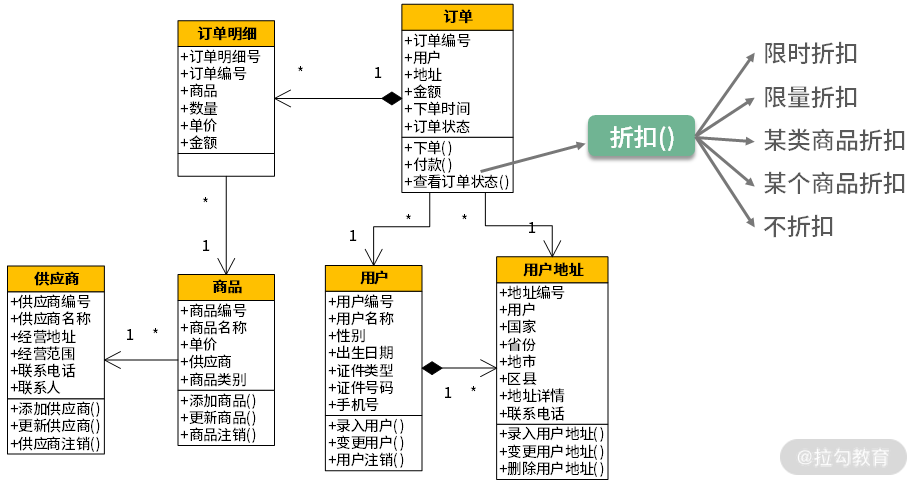 订单明细
+订单明细号
+订单编号
+商品
+数量
+单价
+金额
*
1
订单
+订单编号
+用户
+地址
+金额
+下单时间
+订单状态
+下单()
+付款()
+查看订单状态()
折扣()
限时折扣
限量折扣
某类商品折扣
某个商品折扣
不折扣
*
1
*
1
*
1
供应商
+供应商编号
+供应商名称
+经营地址
+经营范围
+联系电话
+联系人
+添加供应商()
+更新供应商()
+供应商注销()
1
*
商品
+商品编号
+商品名称
+单价
+供应商
+商品类别
+添加商品()
+更新商品()
+商品注销()
用户
+用户编号
+用户名称
+性别
+出生日期
+证件类型
+证件号码
+手机号
+录入用户()
+变更用户()
+用户注销()
1
*
用户地址
+地址编号
+用户
+国家
+省份
+地市
+区县
+地址详情
+联系电话
+录入用户地址()
+变更用户地址()
+删除用户地址()
@拉勾教育